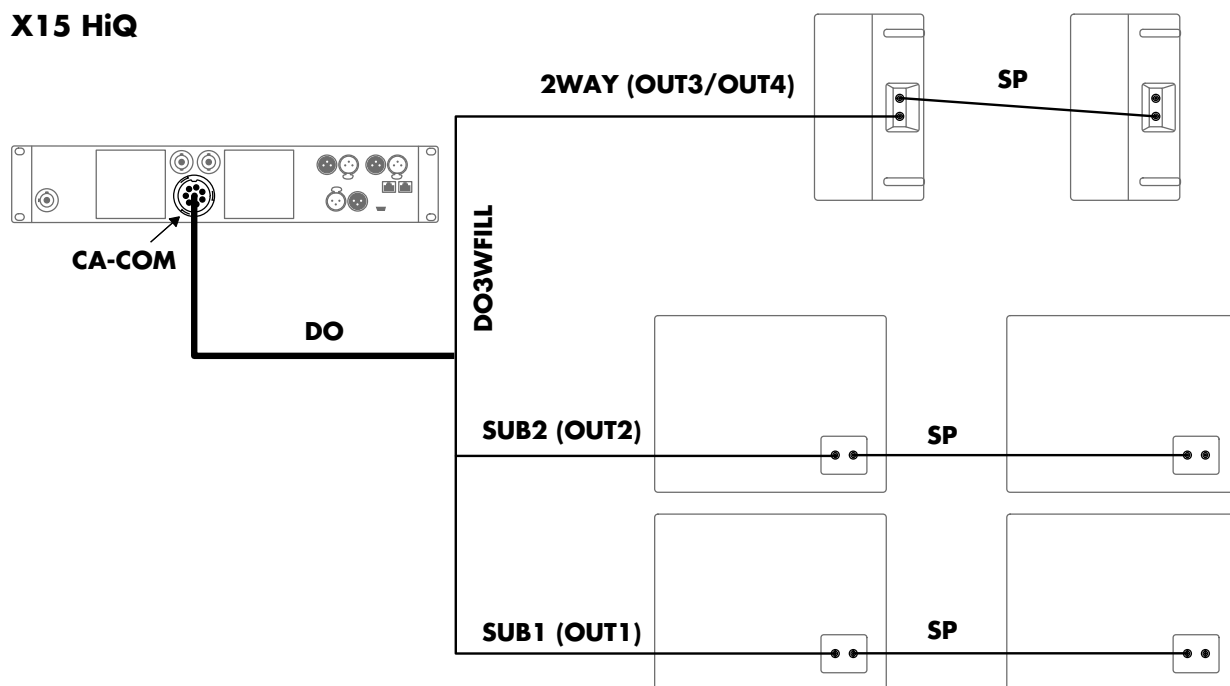 X15 HiQ
2WAY (OUT3/OUT4)
SP
CA-COM
DO3WFILL
DO
SUB2 (OUT2)
SP
SUB1 (OUT1)
SP